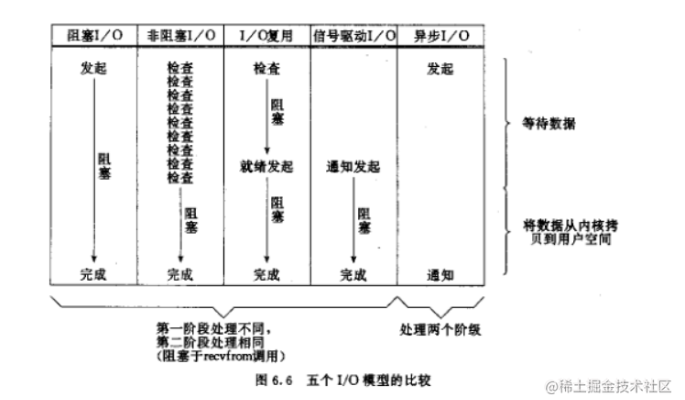 阻塞I/O 非阻塞I/O I/O复用 信号驱动I/O 异步I/O
发起 检查 检查 发起
检查
检查
检查
检查
检查
检查
检查
检查
阻塞
阻塞
等待数据
就绪发起 通知发起
阻塞 阻塞 阻塞
将数据从内核拷
贝到用户空间
完成 完成 完成 完成 通知
第一阶段处理不同，
第二阶段处理相同
（阻塞于recvfrom调用）
处理两个阶级
图 6.6 五个 I/O 模型的比较
@稀土掘金技术社区